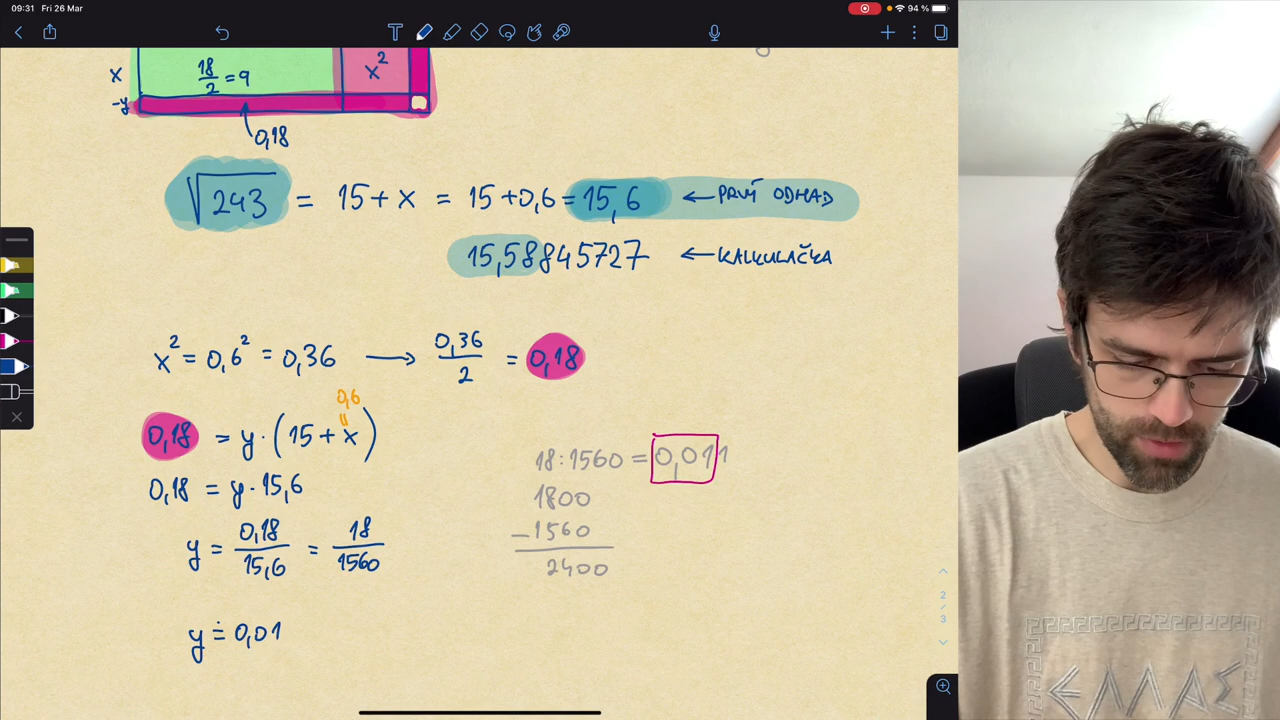 09:31 Fri 26 Mar
94 %
x
18/2 = 9
x²
-y
0,18
√243 = 15 + x = 15 + 0,6 = 15,6 ← PRVÝ ODHAD
15,58845727 ← KALKULAČKA
x² = 0,6² = 0,36 → 0,36/2 = 0,18
0,6
0,18 = y · (15 + x)
0,18 = y · 15,6
y = 0,18/15,6 = 18/1560
y ≐ 0,01
18 : 1560 = 0,011
1800
-1560
2400
2
/
3
ΕΛΛΑΣ